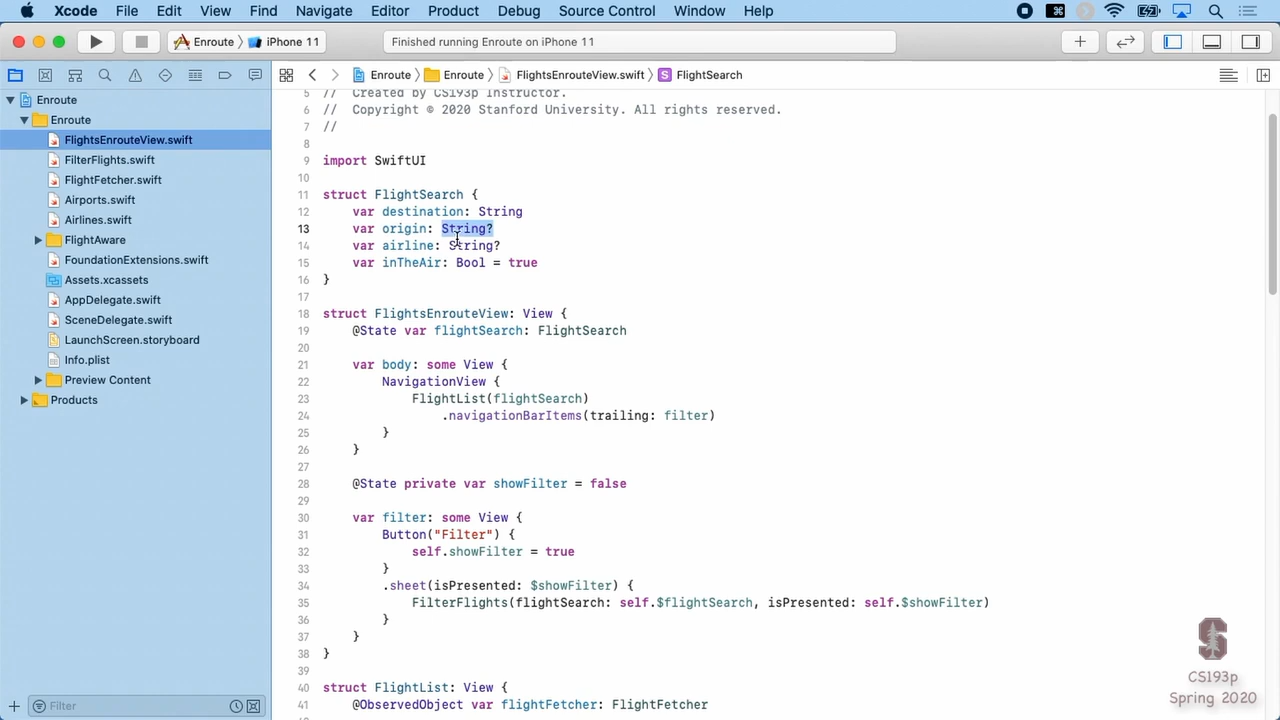 Xcode File Edit View Find Navigate Editor Product Debug Source Control Window Help
Enroute iPhone 11 Finished running Enroute on iPhone 11
Enroute Enroute FlightsEnrouteView.swift S FlightSearch
Enroute
Enroute
FlightsEnrouteView.swift
FilterFlights.swift
FlightFetcher.swift
Airports.swift
Airlines.swift
FlightAware
FoundationExtensions.swift
Assets.xcassets
AppDelegate.swift
SceneDelegate.swift
LaunchScreen.storyboard
Info.plist
Preview Content
Products
Filter
5 // Created by CS193p Instructor.
6 // Copyright © 2020 Stanford University. All rights reserved.
7 //
8
9 import SwiftUI
10
11 struct FlightSearch {
12 var destination: String
13 var origin: String?
14 var airline: String?
15 var inTheAir: Bool = true
16 }
17
18 struct FlightsEnrouteView: View {
19 @State var flightSearch: FlightSearch
20
21 var body: some View {
22 NavigationView {
23 FlightList(flightSearch)
24 .navigationBarItems(trailing: filter)
25 }
26 }
27
28 @State private var showFilter = false
29
30 var filter: some View {
31 Button("Filter") {
32 self.showFilter = true
33 }
34 .sheet(isPresented: $showFilter) {
35 FilterFlights(flightSearch: self.$flightSearch, isPresented: self.$showFilter)
36 }
37 }
38 }
39
40 struct FlightList: View {
41 @ObservedObject var flightFetcher: FlightFetcher
S
CS193p
Spring 2020